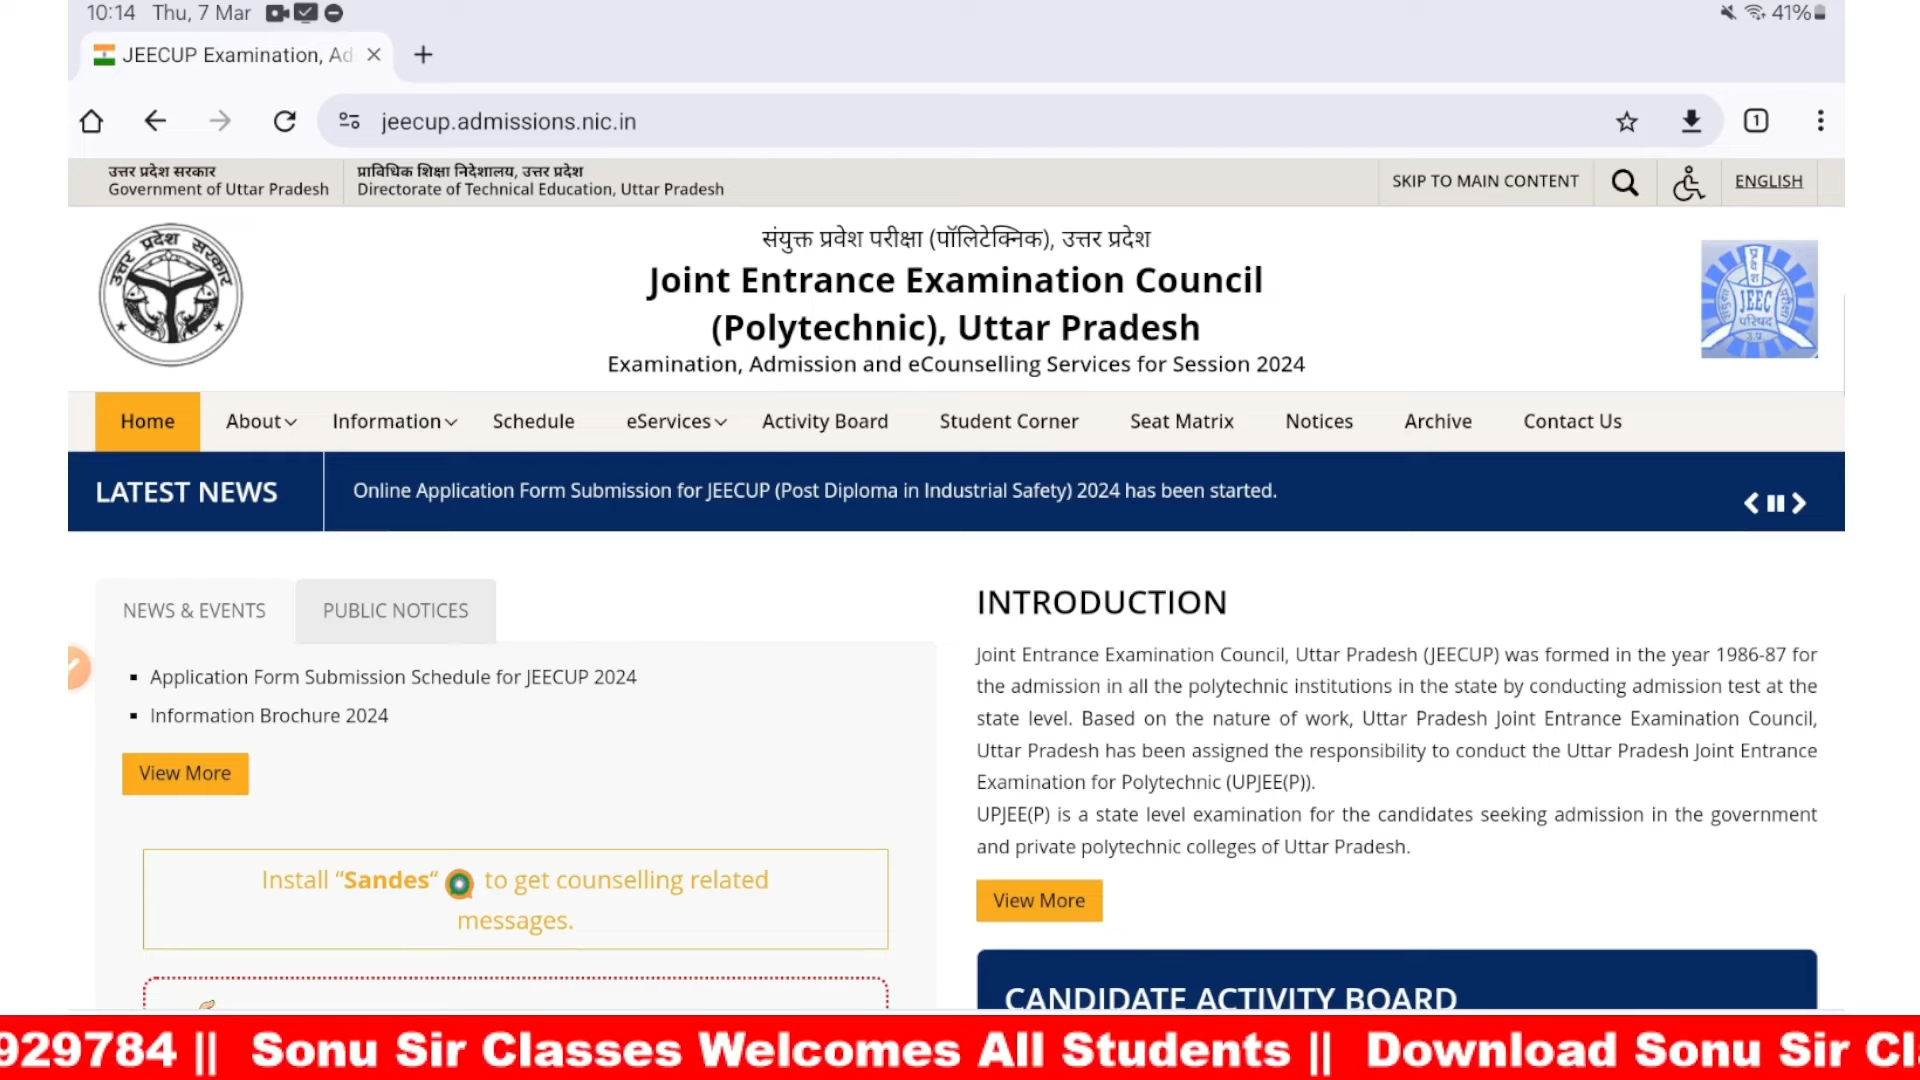 10:14 Thu, 7 Mar
41%
JEECUP Examination, Ad
jeecup.admissions.nic.in
1
उत्तर प्रदेश सरकार
Government of Uttar Pradesh
प्राविधिक शिक्षा निदेशालय, उत्तर प्रदेश
Directorate of Technical Education, Uttar Pradesh
SKIP TO MAIN CONTENT
ENGLISH
उत्तर प्रदेश सरकार
संयुक्त प्रवेश परीक्षा (पॉलिटेक्निक), उत्तर प्रदेश
Joint Entrance Examination Council
(Polytechnic), Uttar Pradesh
Examination, Admission and eCounselling Services for Session 2024
JEEC
परिषद
Home About Information Schedule eServices Activity Board Student Corner Seat Matrix Notices Archive Contact Us
LATEST NEWS
Online Application Form Submission for JEECUP (Post Diploma in Industrial Safety) 2024 has been started.
NEWS & EVENTS
PUBLIC NOTICES
Application Form Submission Schedule for JEECUP 2024
Information Brochure 2024
View More
Install “Sandes“ to get counselling related
messages.
INTRODUCTION
Joint Entrance Examination Council, Uttar Pradesh (JEECUP) was formed in the year 1986-87 for
the admission in all the polytechnic institutions in the state by conducting admission test at the
state level. Based on the nature of work, Uttar Pradesh Joint Entrance Examination Council,
Uttar Pradesh has been assigned the responsibility to conduct the Uttar Pradesh Joint Entrance
Examination for Polytechnic (UPJEE(P)).
UPJEE(P) is a state level examination for the candidates seeking admission in the government
and private polytechnic colleges of Uttar Pradesh.
View More
CANDIDATE ACTIVITY BOARD
929784 || Sonu Sir Classes Welcomes All Students || Download Sonu Sir Cl